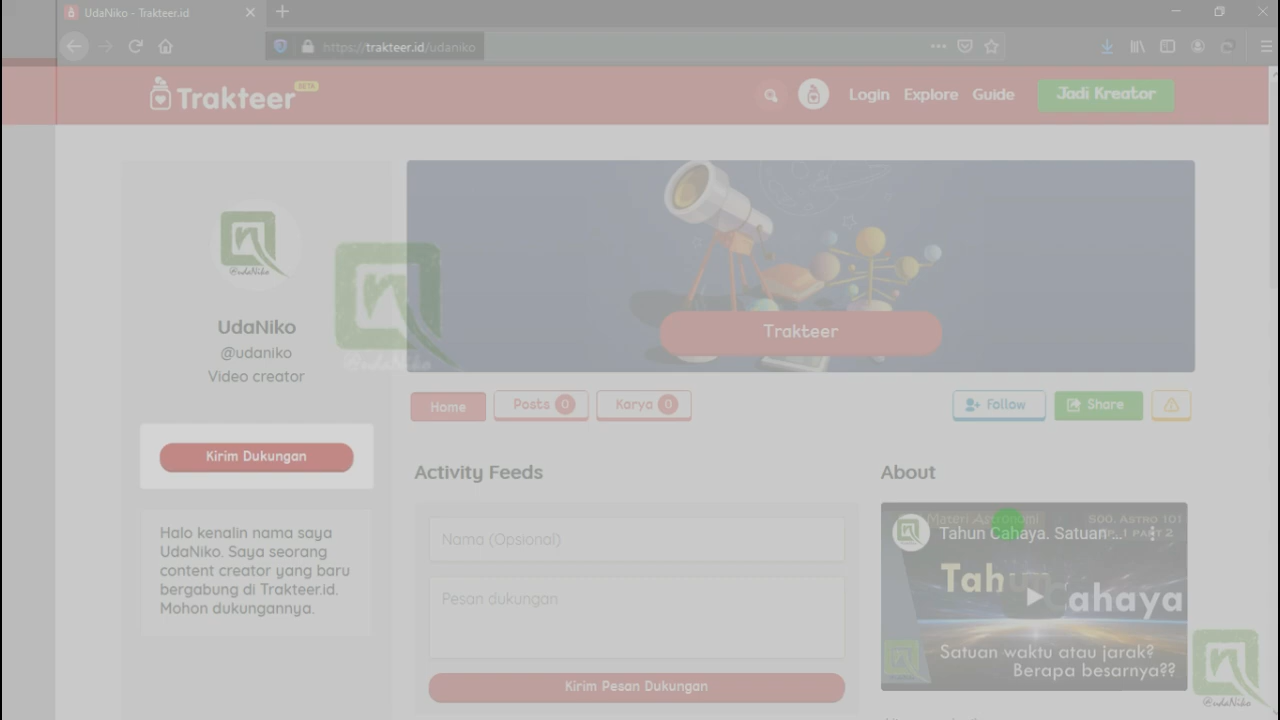 UdaNiko - Trakteer.id
https://trakteer.id/udaniko
Trakteer BETA
Login Explore Guide Jadi Kreator
@udaNiko
UdaNiko
@udaniko
Video creator
Kirim Dukungan
Halo kenalin nama saya
UdaNiko. Saya seorang
content creator yang baru
bergabung di Trakteer.id.
Mohon dukungannya.
@udaNiko
Trakteer
Home Posts 0 Karya 0
Follow Share
Activity Feeds
Nama (Opsional)
Pesan dukungan
Kirim Pesan Dukungan
About
Materi Astronomi
Tahun Cahaya. Satuan ...
Tahun
Cahaya
Satuan waktu atau jarak?
Berapa besarnya??
@udaNiko